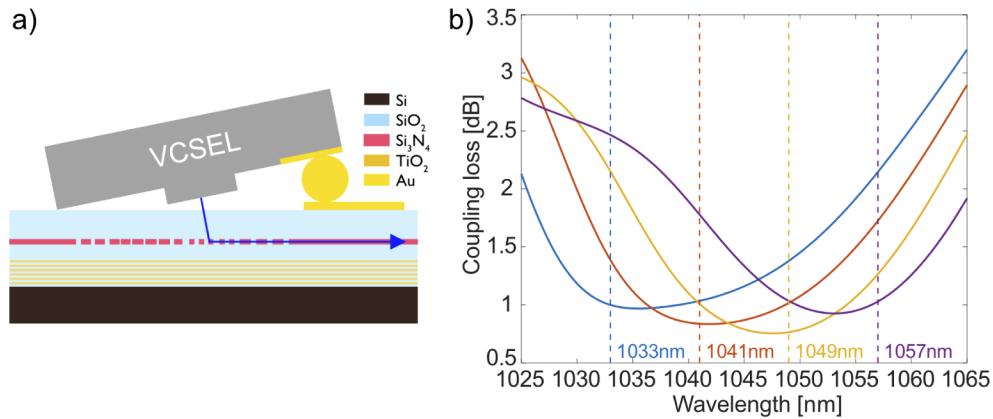 a)
VCSEL
Si
SiO₂
Si₃N₄
TiO₂
Au
b)
Coupling loss [dB]
3.5
3
2.5
2
1.5
1
0.5
1033nm 1041nm 1049nm 1057nm
1025 1030 1035 1040 1045 1050 1055 1060 1065
Wavelength [nm]